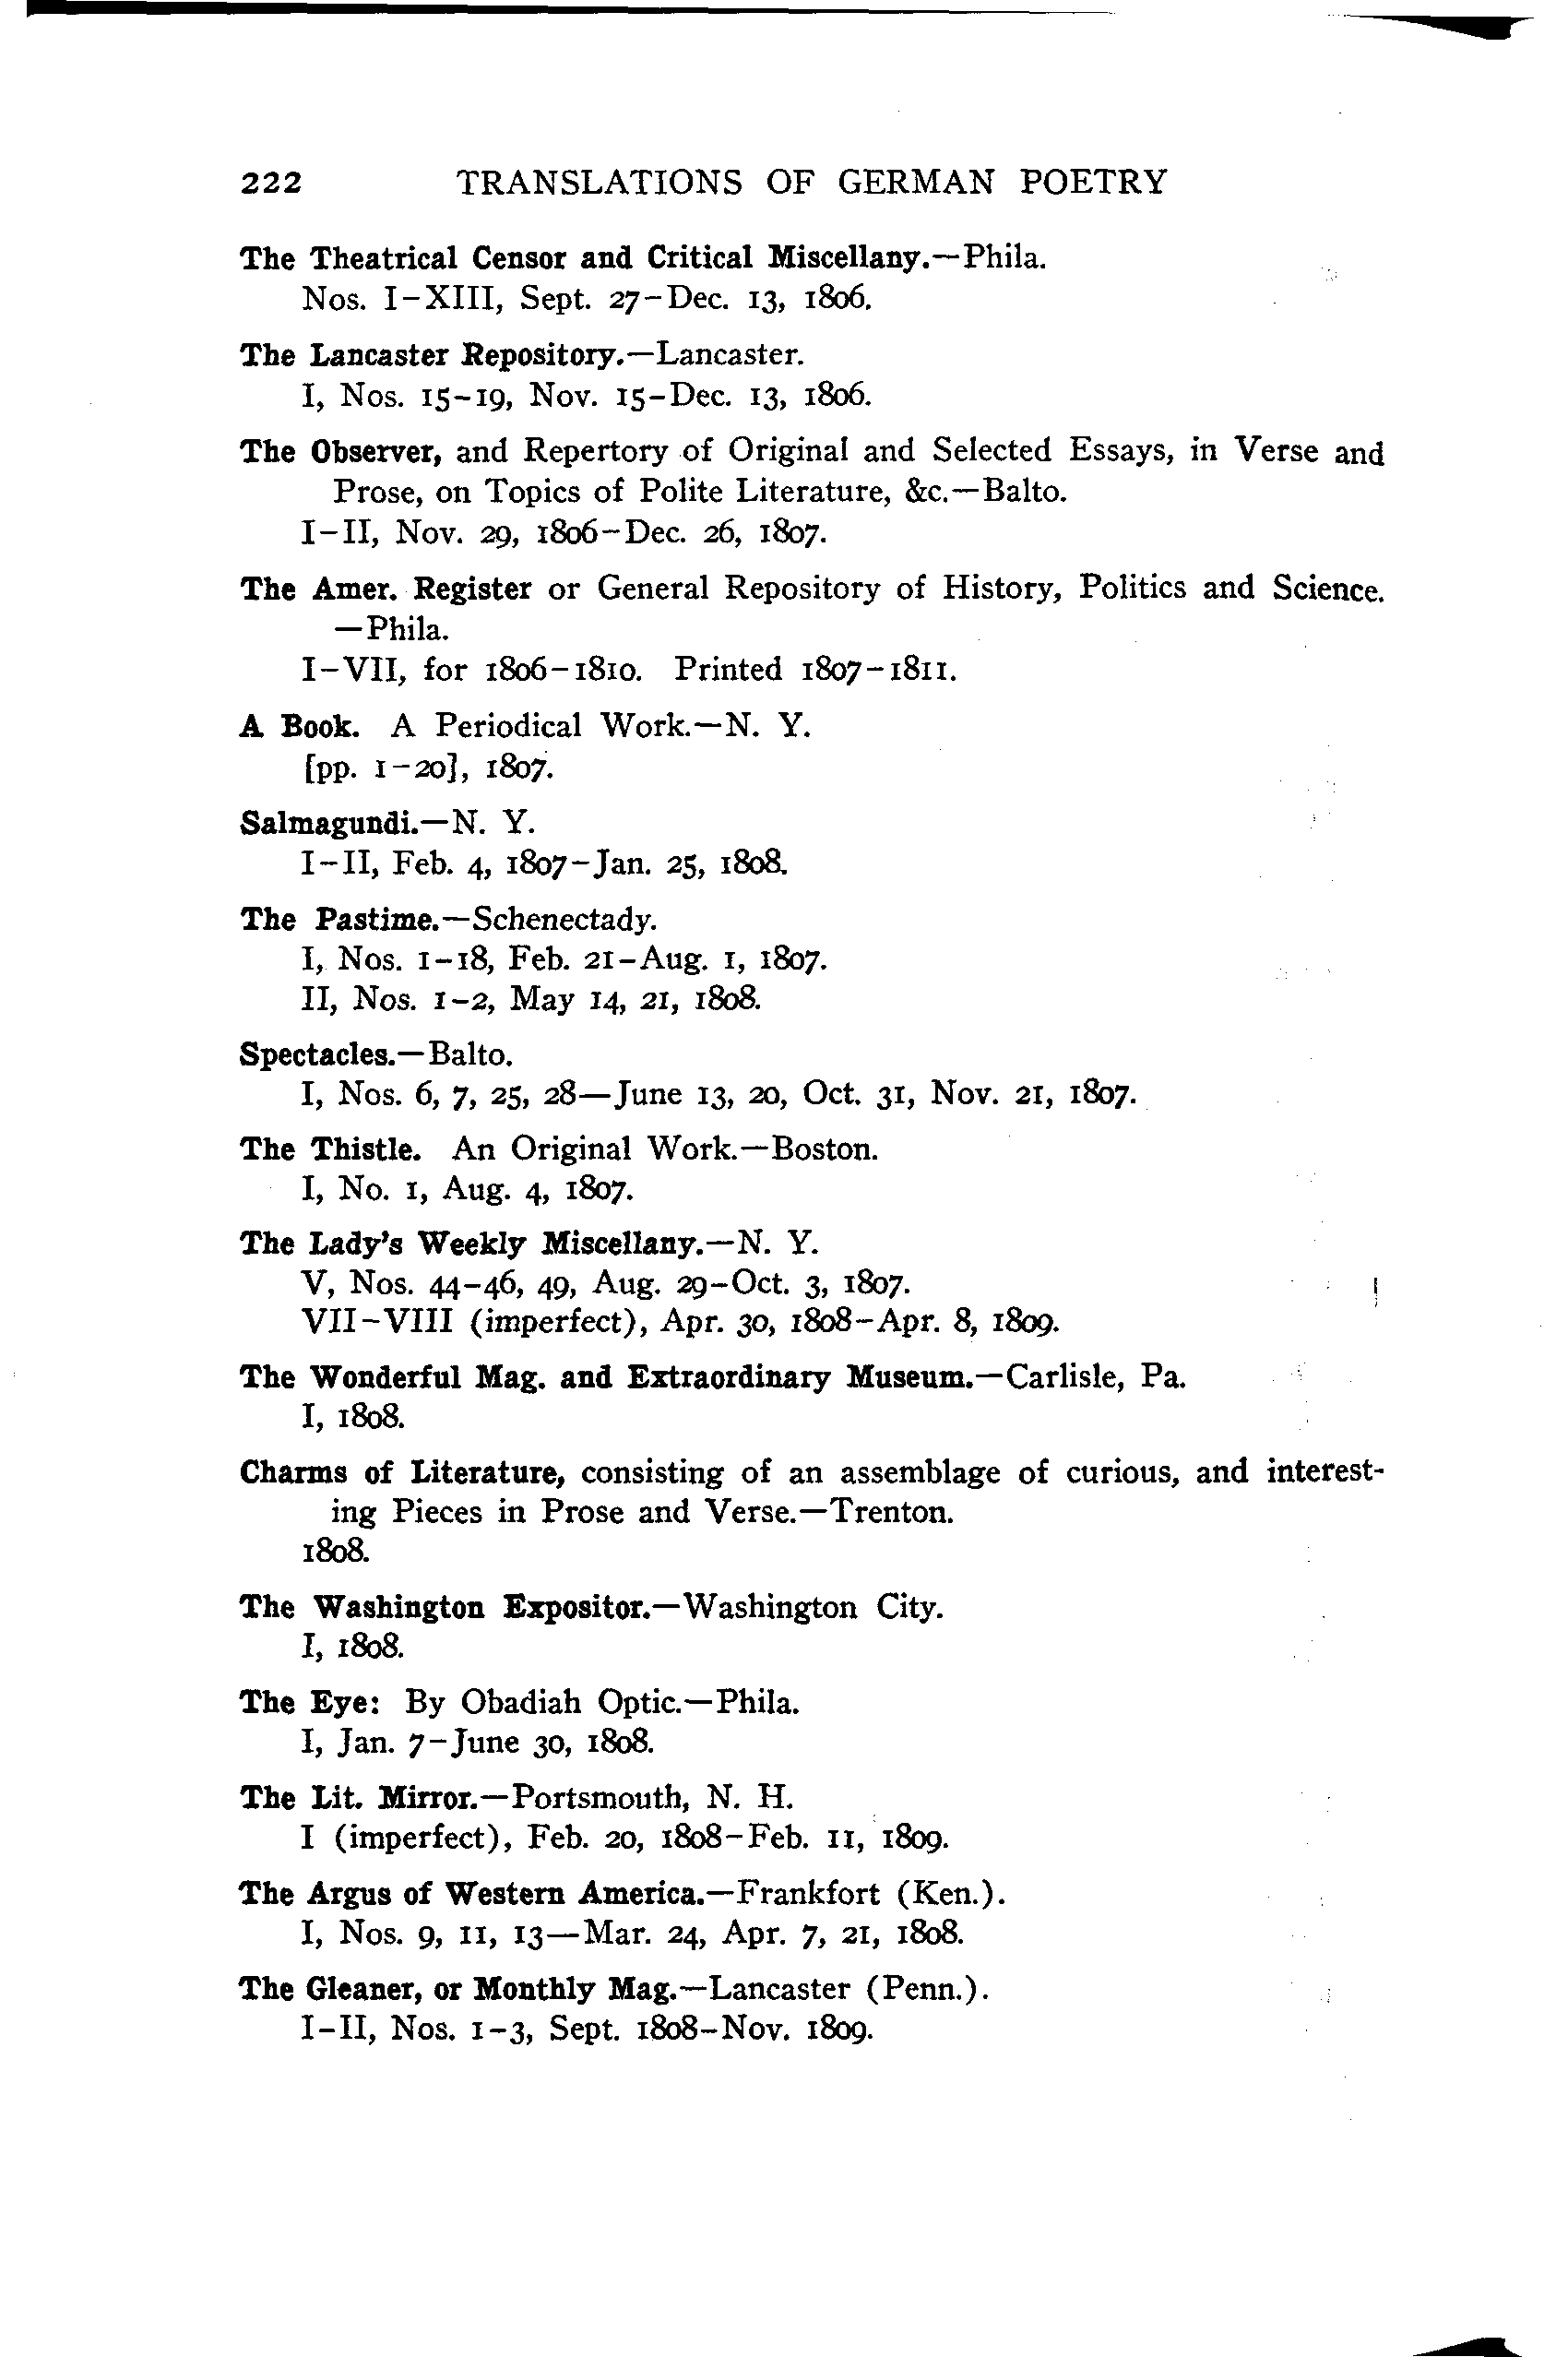 222 TRANSLATIONS OF GERMAN POETRY
The Theatrical Censor and Critical Miscellany.—Phila.
Nos. I–XIII, Sept. 27–Dec. 13, 1806.
The Lancaster Repository.—Lancaster.
I, Nos. 15–19, Nov. 15–Dec. 13, 1806.
The Observer, and Repertory of Original and Selected Essays, in Verse and
Prose, on Topics of Polite Literature, &c.—Balto.
I–II, Nov. 29, 1806–Dec. 26, 1807.
The Amer. Register or General Repository of History, Politics and Science.
—Phila.
I–VII, for 1806–1810. Printed 1807–1811.
A Book. A Periodical Work.—N. Y.
[pp. 1–20], 1807.
Salmagundi.—N. Y.
I–II, Feb. 4, 1807–Jan. 25, 1808.
The Pastime.—Schenectady.
I, Nos. 1–18, Feb. 21–Aug. 1, 1807.
II, Nos. 1–2, May 14, 21, 1808.
Spectacles.—Balto.
I, Nos. 6, 7, 25, 28—June 13, 20, Oct. 31, Nov. 21, 1807.
The Thistle. An Original Work.—Boston.
I, No. 1, Aug. 4, 1807.
The Lady's Weekly Miscellany.—N. Y.
V, Nos. 44–46, 49, Aug. 29–Oct. 3, 1807.
VII–VIII (imperfect), Apr. 30, 1808–Apr. 8, 1809.
The Wonderful Mag. and Extraordinary Museum.—Carlisle, Pa.
I, 1808.
Charms of Literature, consisting of an assemblage of curious, and interest-
ing Pieces in Prose and Verse.—Trenton.
1808.
The Washington Expositor.—Washington City.
I, 1808.
The Eye: By Obadiah Optic.—Phila.
I, Jan. 7–June 30, 1808.
The Lit. Mirror.—Portsmouth, N. H.
I (imperfect), Feb. 20, 1808–Feb. 11, 1809.
The Argus of Western America.—Frankfort (Ken.).
I, Nos. 9, 11, 13—Mar. 24, Apr. 7, 21, 1808.
The Gleaner, or Monthly Mag.—Lancaster (Penn.).
I–II, Nos. 1–3, Sept. 1808–Nov. 1809.